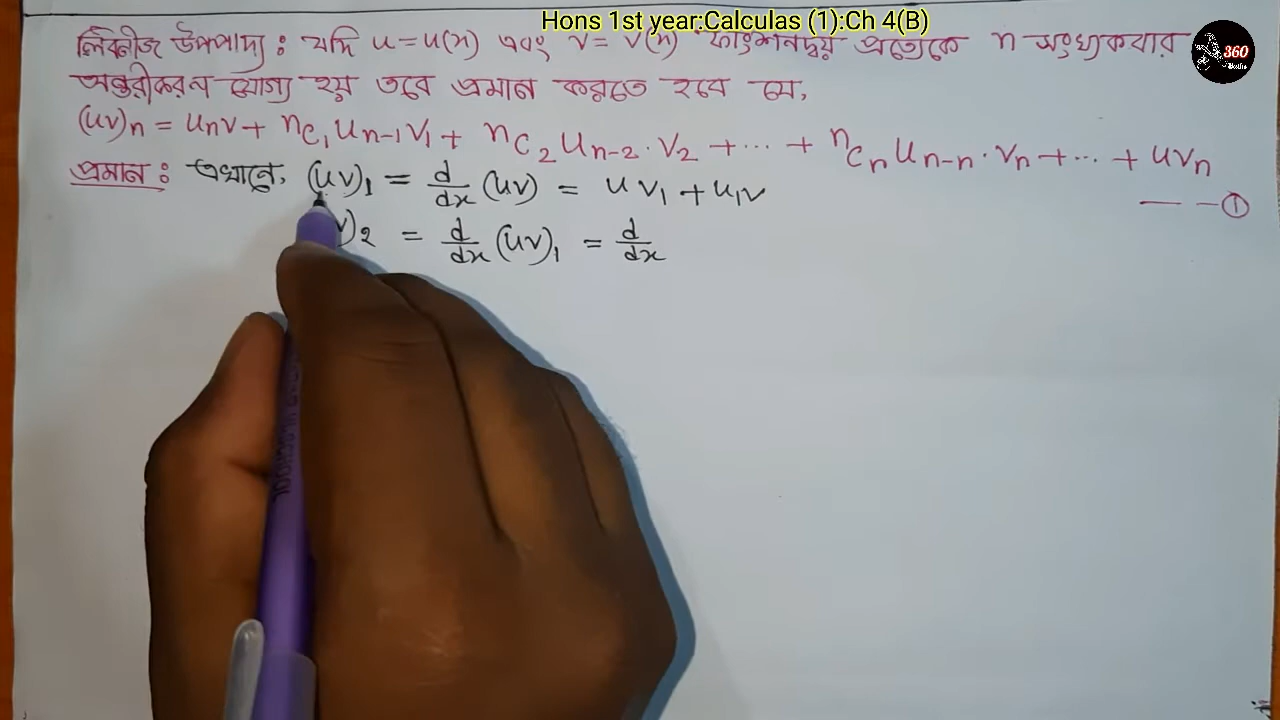 Hons 1st year:Calculas (1):Ch 4(B)
লিবনীজ উপপাদ্য : যদি u = u(x) এবং v = v(x) ফাংশনদ্বয় প্রত্যেকে n সংখ্যকবার
360
Maths
অন্তরীকরণ যোগ্য হয় তবে প্রমান করতে হবে যে,
(uv)n = unv + nc1 un-1 v1 + nc2 un-2 · v2 + ··· + ncn un-n · vn + ··· + uvn
প্রমান : এখানে, (uv)1 = d/dx (uv) = uv1 + u1v — – ①
v)2 = d/dx (uv)1 = d/dx